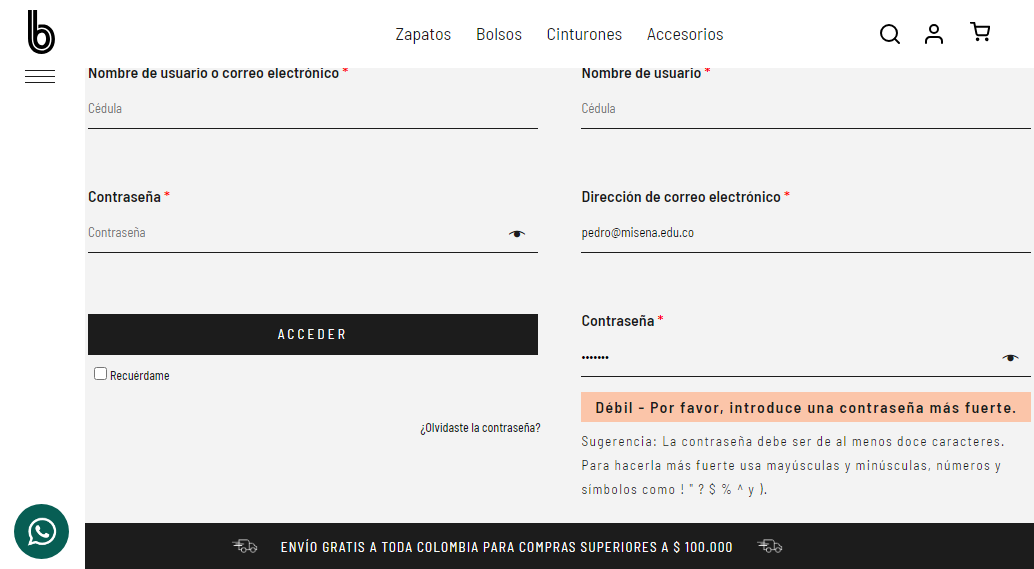 b
Zapatos Bolsos Cinturones Accesorios
Nombre de usuario o correo electrónico *
Cédula
Contraseña *
Contraseña
ACCEDER
Recuérdame
¿Olvidaste la contraseña?
Nombre de usuario *
Cédula
Dirección de correo electrónico *
pedro@misena.edu.co
Contraseña *
•••••••
Débil - Por favor, introduce una contraseña más fuerte.
Sugerencia: La contraseña debe ser de al menos doce caracteres.
Para hacerla más fuerte usa mayúsculas y minúsculas, números y
símbolos como ! " ? $ % ^ y ).
ENVÍO GRATIS A TODA COLOMBIA PARA COMPRAS SUPERIORES A $ 100.000